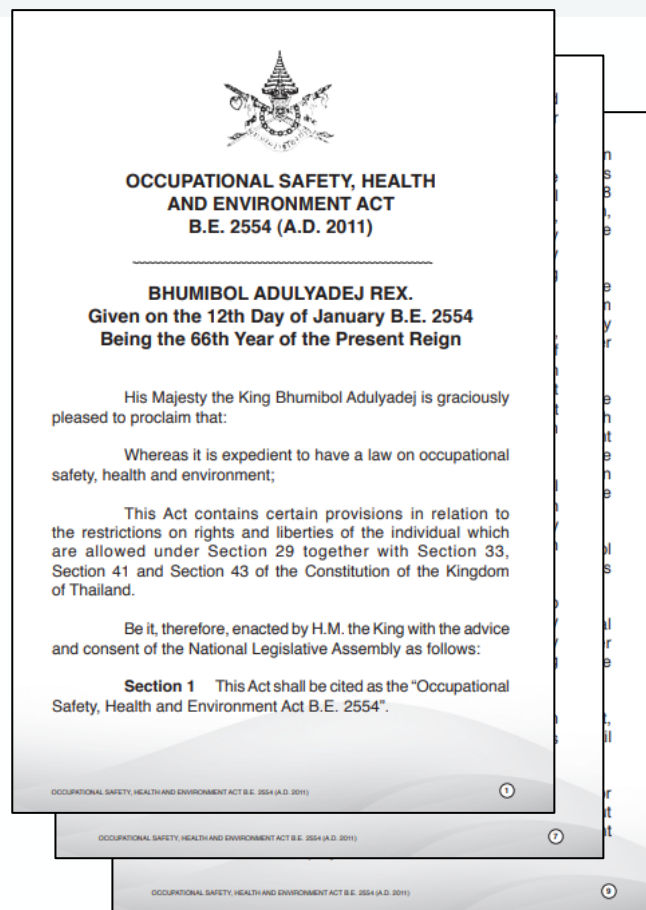 OCCUPATIONAL SAFETY, HEALTH
AND ENVIRONMENT ACT
B.E. 2554 (A.D. 2011)
BHUMIBOL ADULYADEJ REX.
Given on the 12th Day of January B.E. 2554
Being the 66th Year of the Present Reign
His Majesty the King Bhumibol Adulyadej is graciously
pleased to proclaim that:
Whereas it is expedient to have a law on occupational
safety, health and environment;
This Act contains certain provisions in relation to
the restrictions on rights and liberties of the individual which
are allowed under Section 29 together with Section 33,
Section 41 and Section 43 of the Constitution of the Kingdom
of Thailand.
Be it, therefore, enacted by H.M. the King with the advice
and consent of the National Legislative Assembly as follows:
Section 1 This Act shall be cited as the “Occupational
Safety, Health and Environment Act B.E. 2554”.
OCCUPATIONAL SAFETY, HEALTH AND ENVIRONMENT ACT B.E. 2554 (A.D. 2011) 1
OCCUPATIONAL SAFETY, HEALTH AND ENVIRONMENT ACT B.E. 2554 (A.D. 2011) 7
OCCUPATIONAL SAFETY, HEALTH AND ENVIRONMENT ACT B.E. 2554 (A.D. 2011) 9